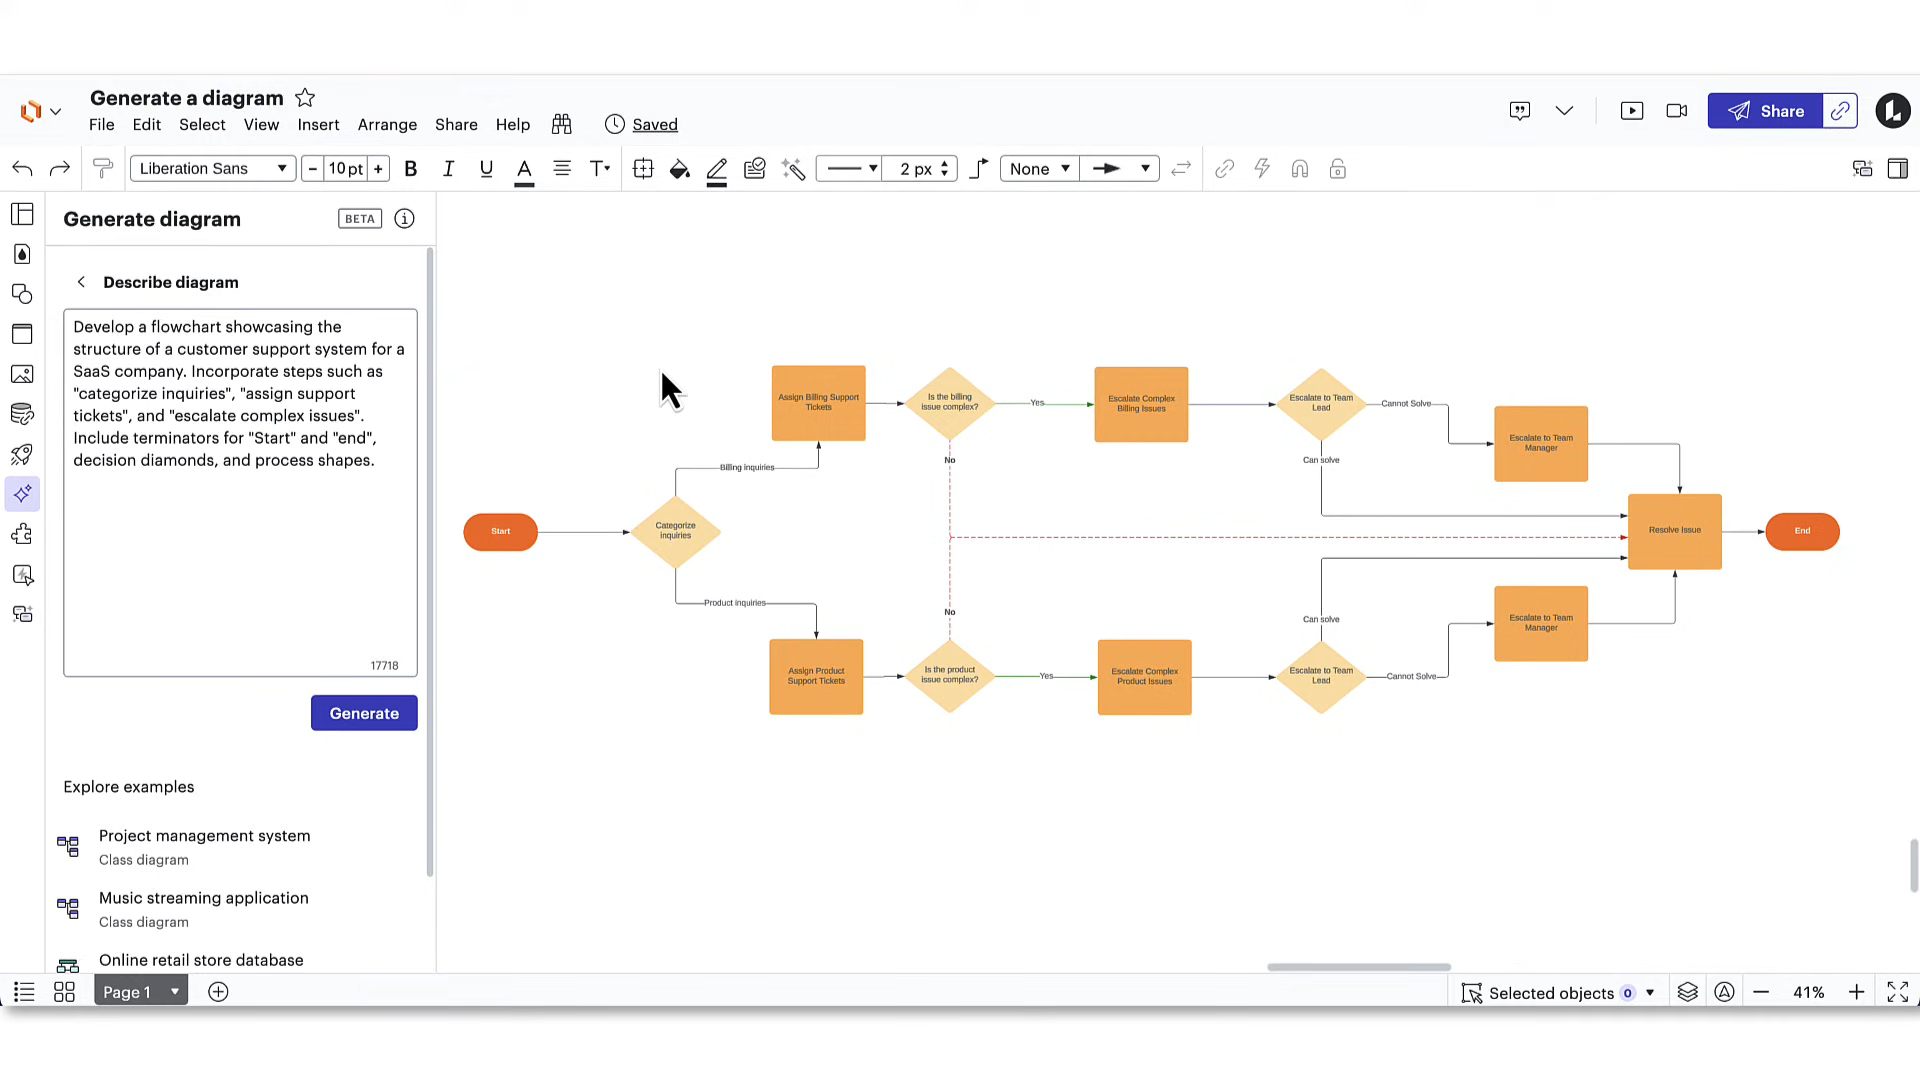 Generate a diagram
File Edit Select View Insert Arrange Share Help Saved
Share
Liberation Sans
10 pt
B I U A T
2 px
None
Generate diagram
BETA
Describe diagram
Develop a flowchart showcasing the
structure of a customer support system for a
SaaS company. Incorporate steps such as
"categorize inquiries", "assign support
tickets", and "escalate complex issues".
Include terminators for "Start" and "end",
decision diamonds, and process shapes.
17718
Generate
Explore examples
Project management system
Class diagram
Music streaming application
Class diagram
Online retail store database
Start
Categorize
inquiries
Billing inquiries
Product inquiries
Assign Billing Support
Tickets
Is the billing
issue complex?
Yes
No
Escalate Complex
Billing Issues
Escalate to Team
Lead
Cannot Solve
Can solve
Escalate to Team
Manager
Resolve Issue
End
Assign Product
Support Tickets
Is the product
issue complex?
No
Yes
Escalate Complex
Product Issues
Escalate to Team
Lead
Can solve
Cannot Solve
Escalate to Team
Manager
Page 1
Selected objects 0
41%